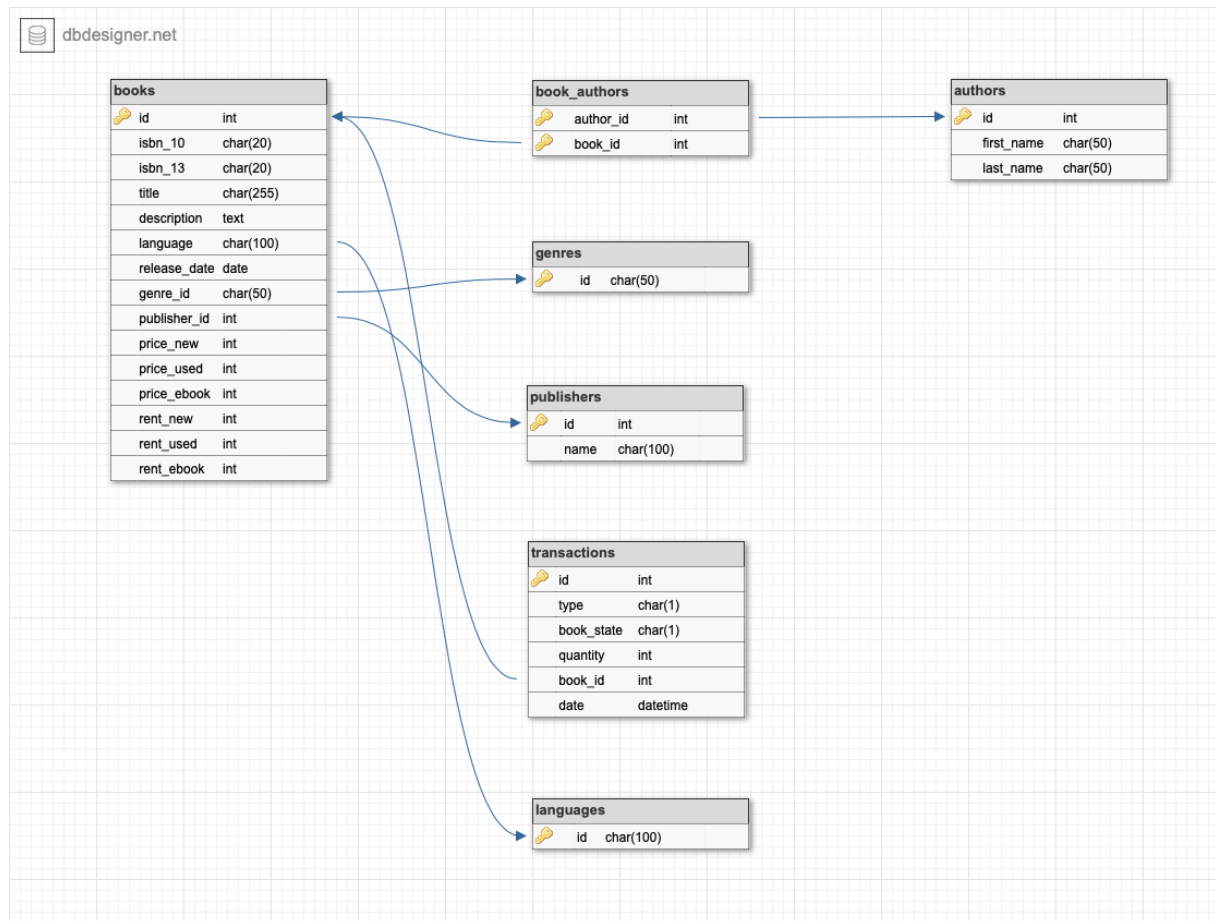 dbdesigner.net
books
id int
isbn_10 char(20)
isbn_13 char(20)
title char(255)
description text
language char(100)
release_date date
genre_id char(50)
publisher_id int
price_new int
price_used int
price_ebook int
rent_new int
rent_used int
rent_ebook int
book_authors
author_id int
book_id int
authors
id int
first_name char(50)
last_name char(50)
genres
id char(50)
publishers
id int
name char(100)
transactions
id int
type char(1)
book_state char(1)
quantity int
book_id int
date datetime
languages
id char(100)